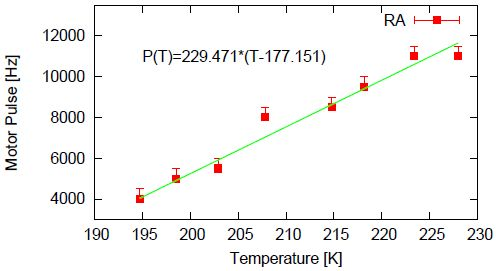 RA
P(T)=229.471*(T-177.151)
12000
10000
8000
6000
4000
Motor Pulse [Hz]
190 195 200 205 210 215 220 225 230
Temperature [K]